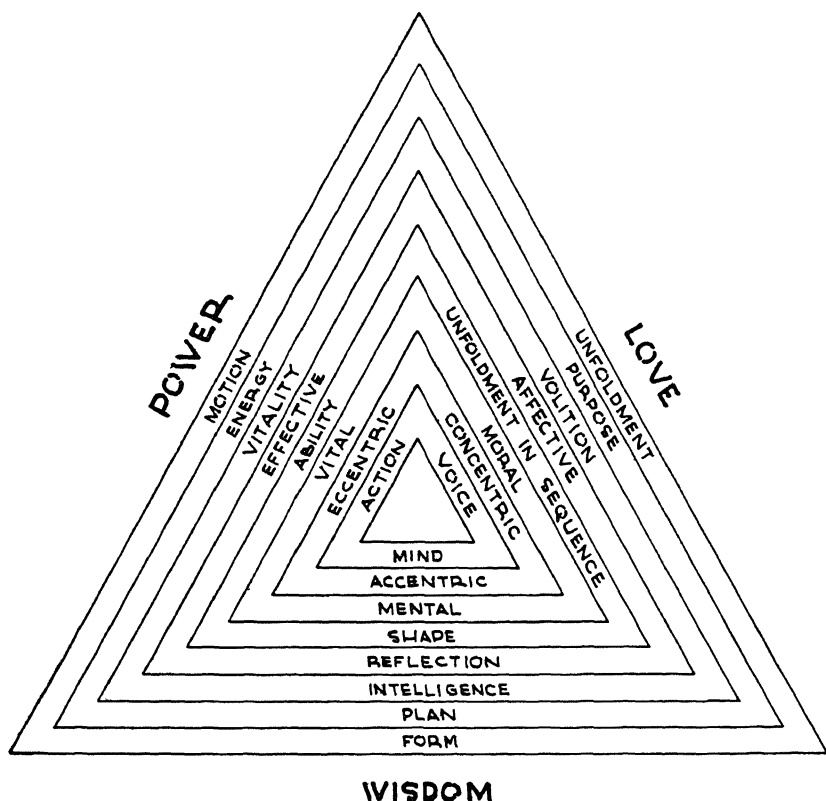 POWER
LOVE
MOTION
ENERGY
VITALITY
EFFECTIVE
ABILITY
VITAL
ECCENTRIC
ACTION
UNFOLDMENT
PURPOSE
VOLITION
AFFECTIVE
UNFOLDMENT IN SEQUENCE
MORAL
CONCENTRIC
VOICE
MIND
ACCENTRIC
MENTAL
SHAPE
REFLECTION
INTELLIGENCE
PLAN
FORM
WISDOM